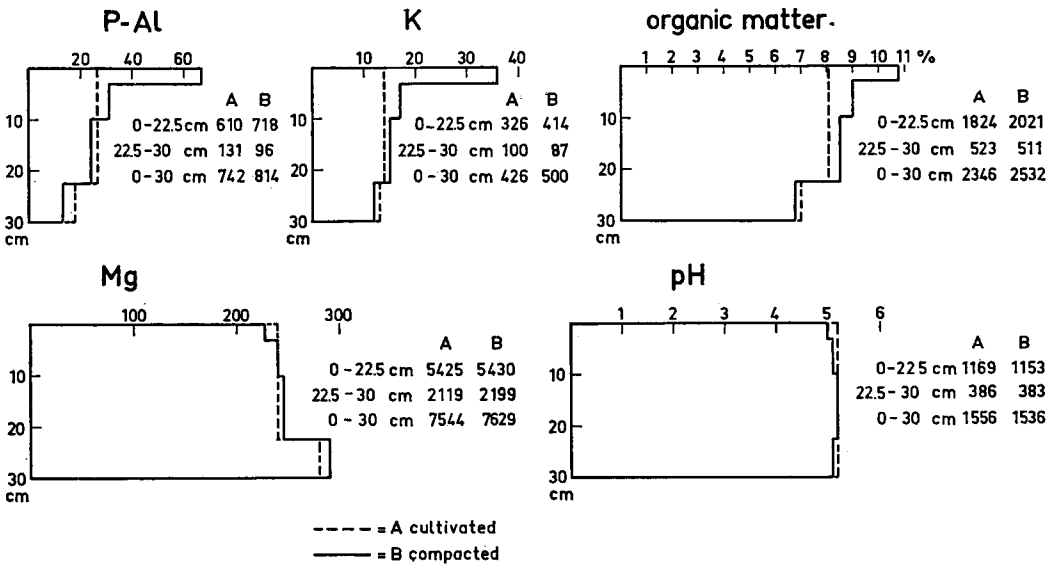 P-Al
20 40 60
A B
0-22.5 cm 610 718
22.5-30 cm 131 96
0-30 cm 742 814
10
20
30
cm
K
10 20 30 40
A B
0-22.5 cm 326 414
22.5-30 cm 100 87
0-30 cm 426 500
10
20
30
cm
organic matter.
1 2 3 4 5 6 7 8 9 10 11 %
A B
0-22.5 cm 1824 2021
22.5-30 cm 523 511
0-30 cm 2346 2532
10
20
30
cm
Mg
100 200 300
A B
0-22.5 cm 5425 5430
22.5-30 cm 2119 2199
0-30 cm 7544 7629
10
20
30
cm
pH
1 2 3 4 5 6
A B
0-22.5 cm 1169 1153
22.5-30 cm 386 383
0-30 cm 1556 1536
10
20
30
cm
= A cultivated
= B compacted